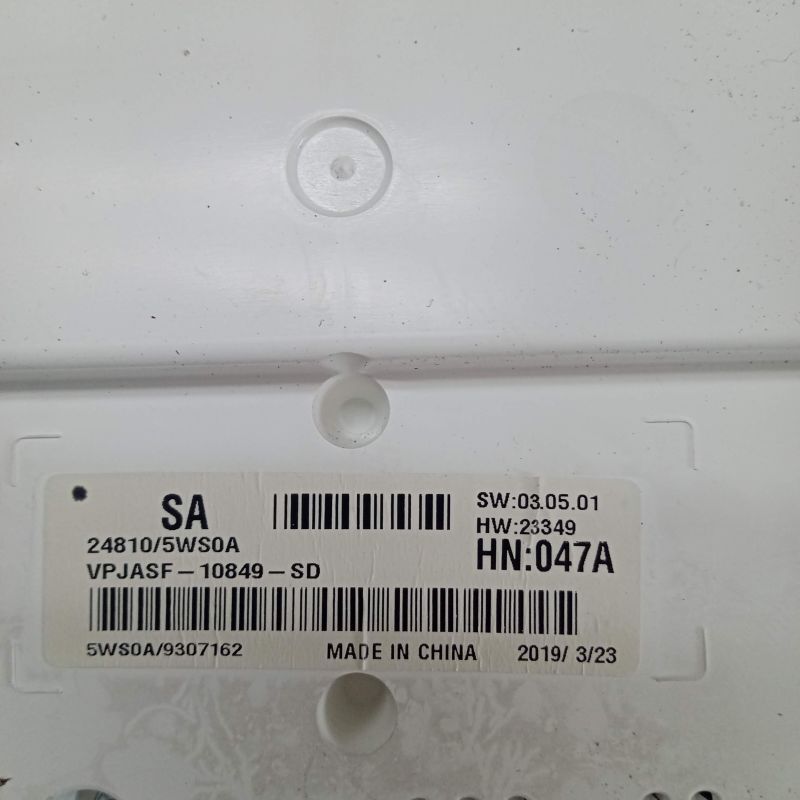 SA
SW:03.05.01
HW:23349
24810/5WS0A
HN:047A
VPJASF-10849-SD
5WS0A/9307162 MADE IN CHINA 2019/ 3/23